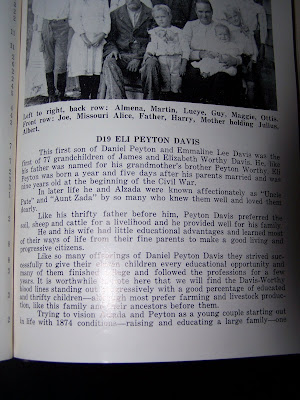 Left to right, back row: Almena, Martin, Lucye, Guy, Maggie, Ottis.
Front row: Joe, Missouri Alice, Father, Harry, Mother holding Julian,
Albert.
D19 ELI PEYTON DAVIS
This first son of Daniel Peyton and Emmaline Lee Davis was the
first of 77 grandchildren of James and Elizabeth Worthy Davis. He, like
his father was named for his grandmother's brother Peyton Worthy. Eli
Peyton was born a year and five days after his parents married and was
nine years old at the beginning of the Civil War.
In later life he and Alzada were known affectionately as "Uncle
Pate" and "Aunt Zada" by so many who knew them well and loved them
dearly.
Like his thrifty father before him, Peyton Davis preferred the
soil, sheep and cattle for a livelihood and he provided well for his family.
He and his wife had little educational advantages and learned most
of their ways of life from their fine parents to make a good living and
progressive citizens.
Like so many offsprings of Daniel Peyton Davis they strived suc-
cessfully to give their children every educational opportunity and
many of them finished college and followed the professions for a few
years. It is worthwhile to note here that we will find the Davis-Worthy
blood lines standing out progressively with a good percentage of educated
and thrifty children—although most prefer farming and livestock produc-
tion, like this family and their ancestors before them.
Trying to vision and Peyton as a young couple starting out
in life with 1874 conditions—raising and educating a large family—one